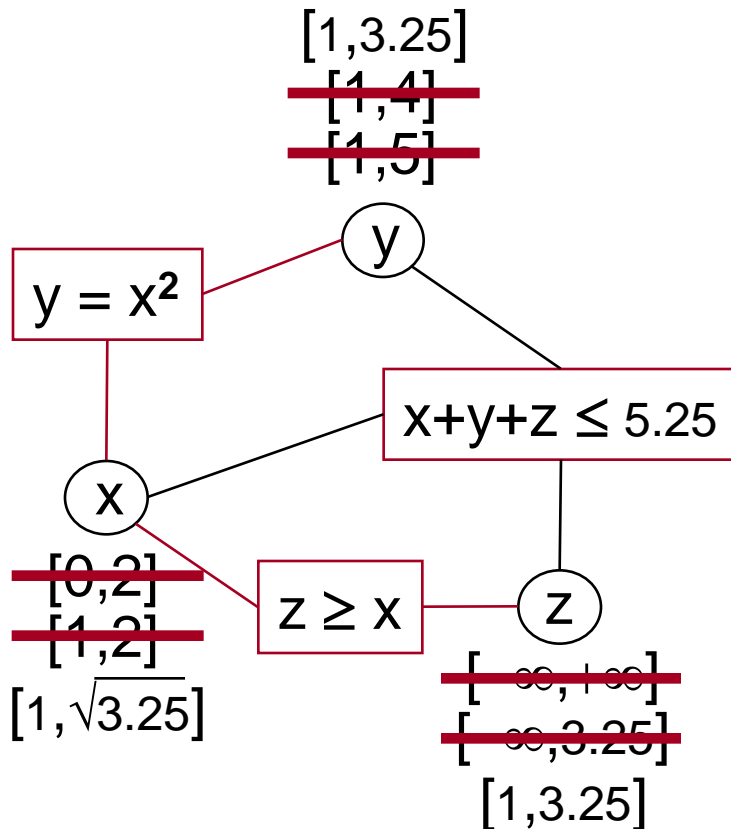 [1,3.25]
[1,4]
[1,5]
y
y = x²
x+y+z ≤ 5.25
x
[0,2]
[1,2]
[1,√3.25]
z ≥ x
z
[-∞,+∞]
[-∞,3.25]
[1,3.25]